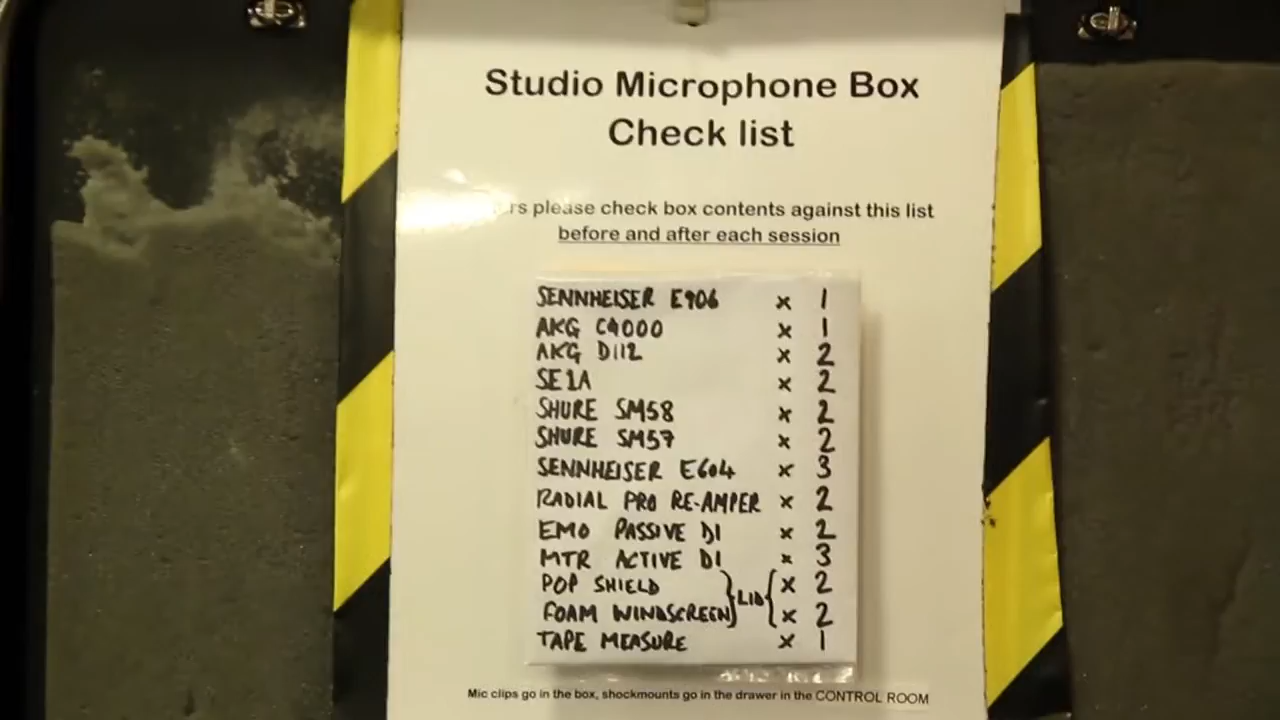 Studio Microphone Box
Check list
please check box contents against this list
before and after each session
SENNHEISER E906 x 1
AKG C4000 x 1
AKG D112 x 2
SE1A x 2
SHURE SM58 x 2
SHURE SM57 x 2
SENNHEISER E604 x 3
RADIAL PRO RE-AMPER x 2
EMO PASSIVE DI x 2
MTR ACTIVE DI x 3
POP SHIELD } LID { x 2
FOAM WINDSCREEN } { x 2
TAPE MEASURE x 1
Mic clips go in the box, shockmounts go in the drawer in the CONTROL ROOM